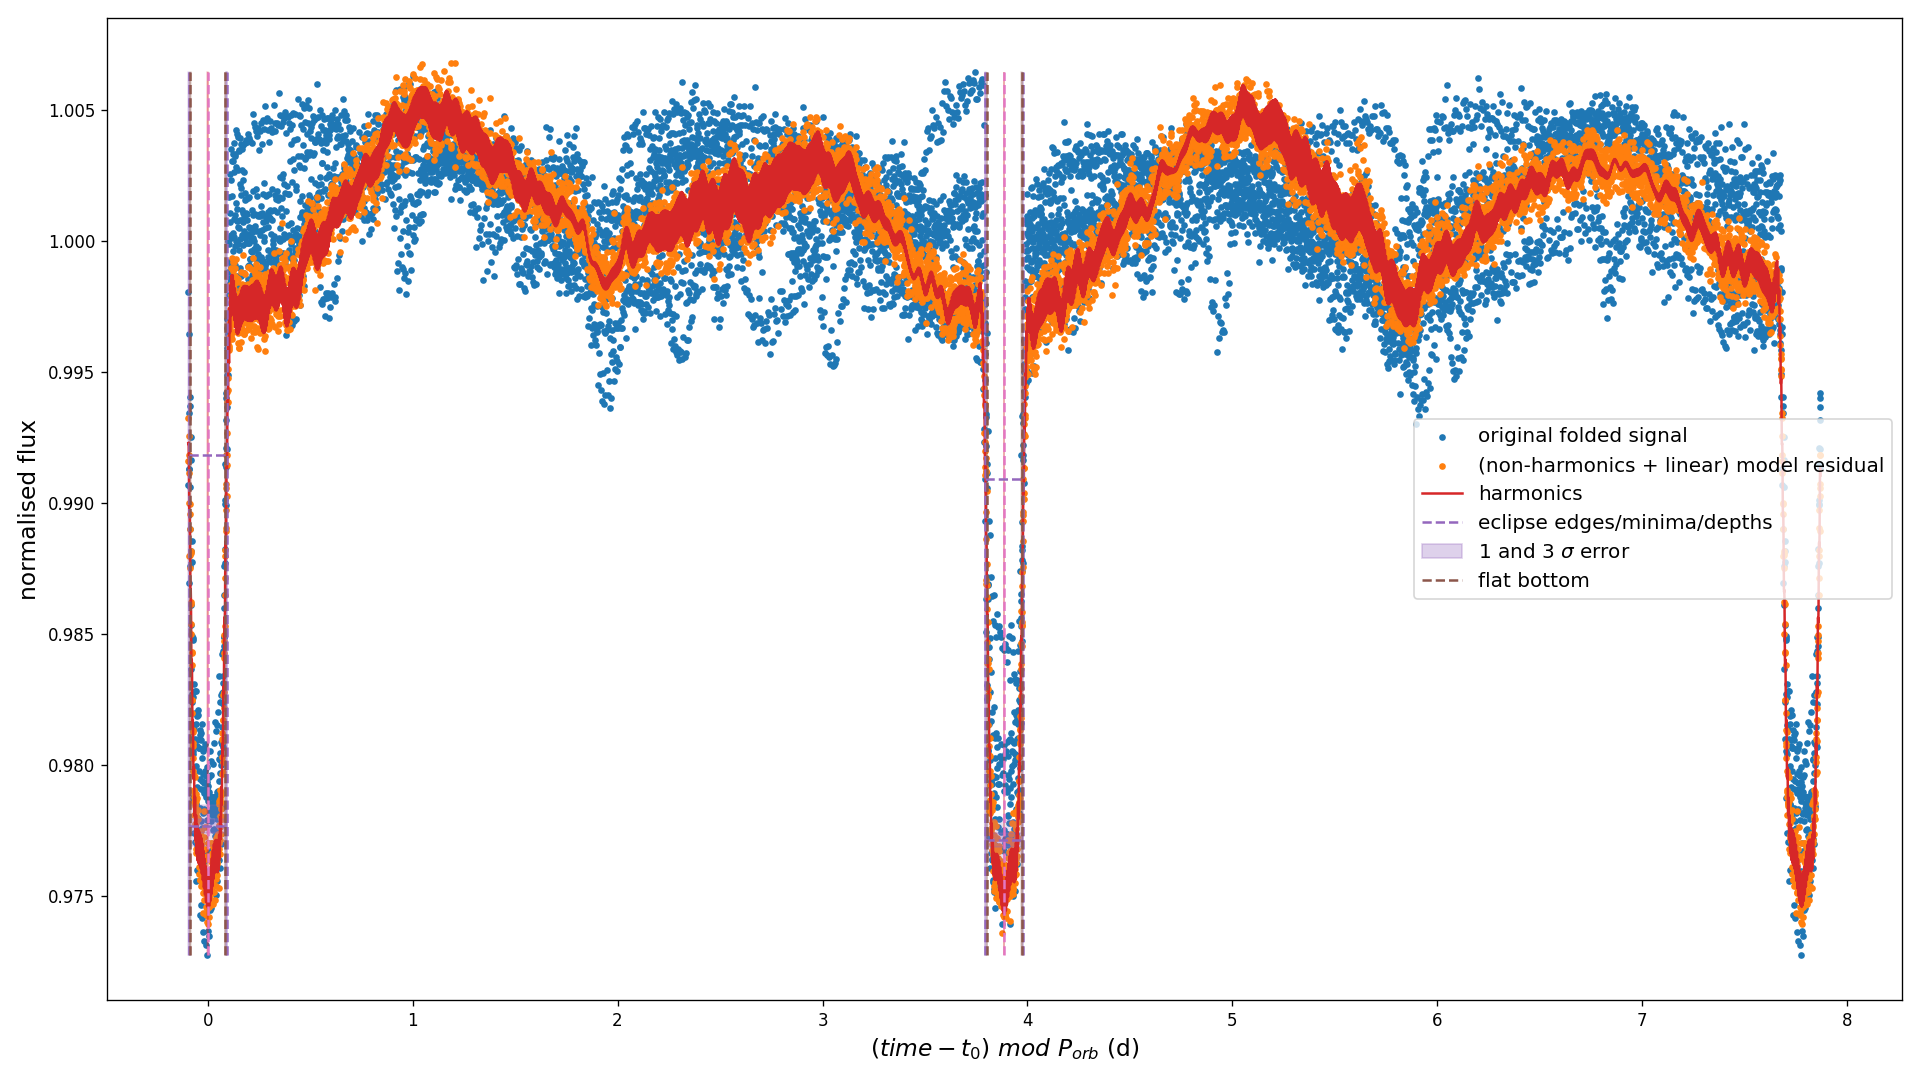 normalised flux
1.005
1.000
0.995
0.990
0.985
0.980
0.975
original folded signal
(non-harmonics + linear) model residual
harmonics
eclipse edges/minima/depths
1 and 3 σ error
flat bottom
0 1 2 3 4 5 6 7 8
(time − t₀) mod Pₒᵣb (d)